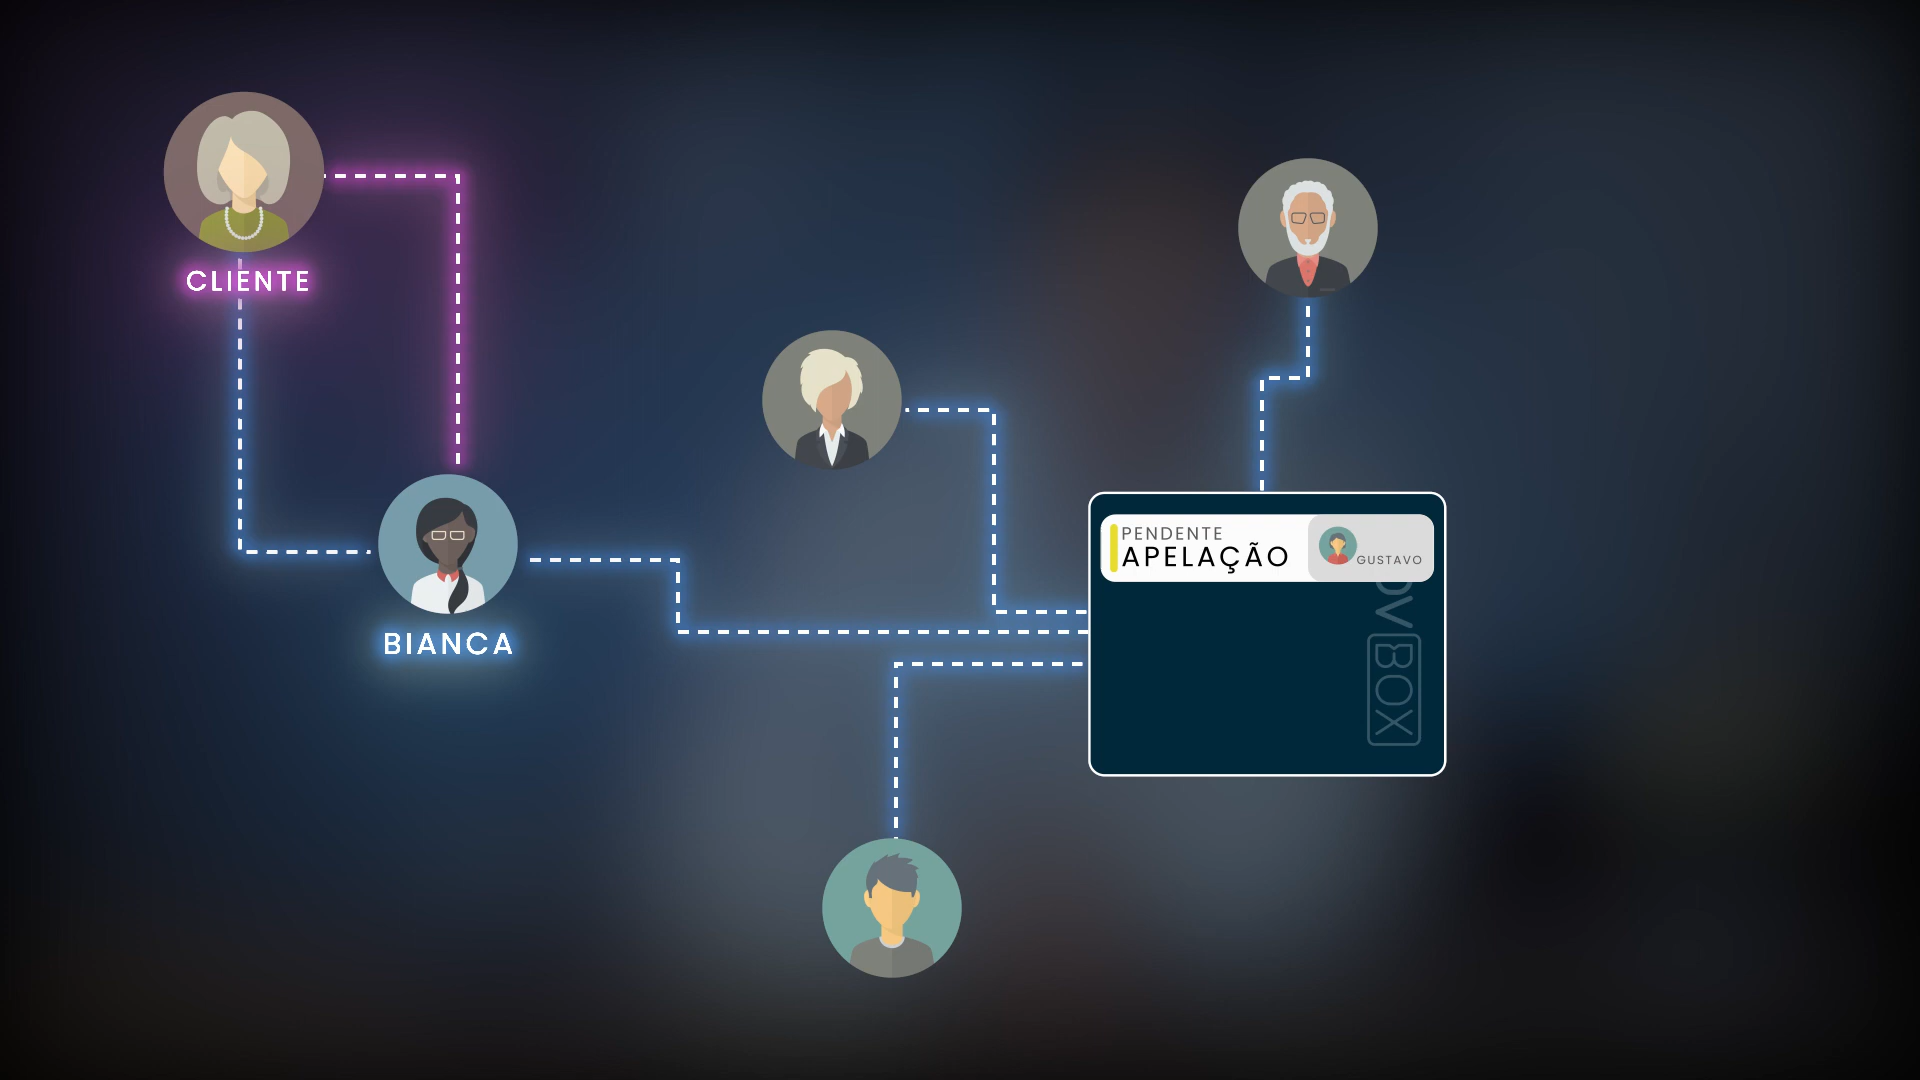 CLIENTE
BIANCA
PENDENTE
APELAÇÃO
GUSTAVO
BOX